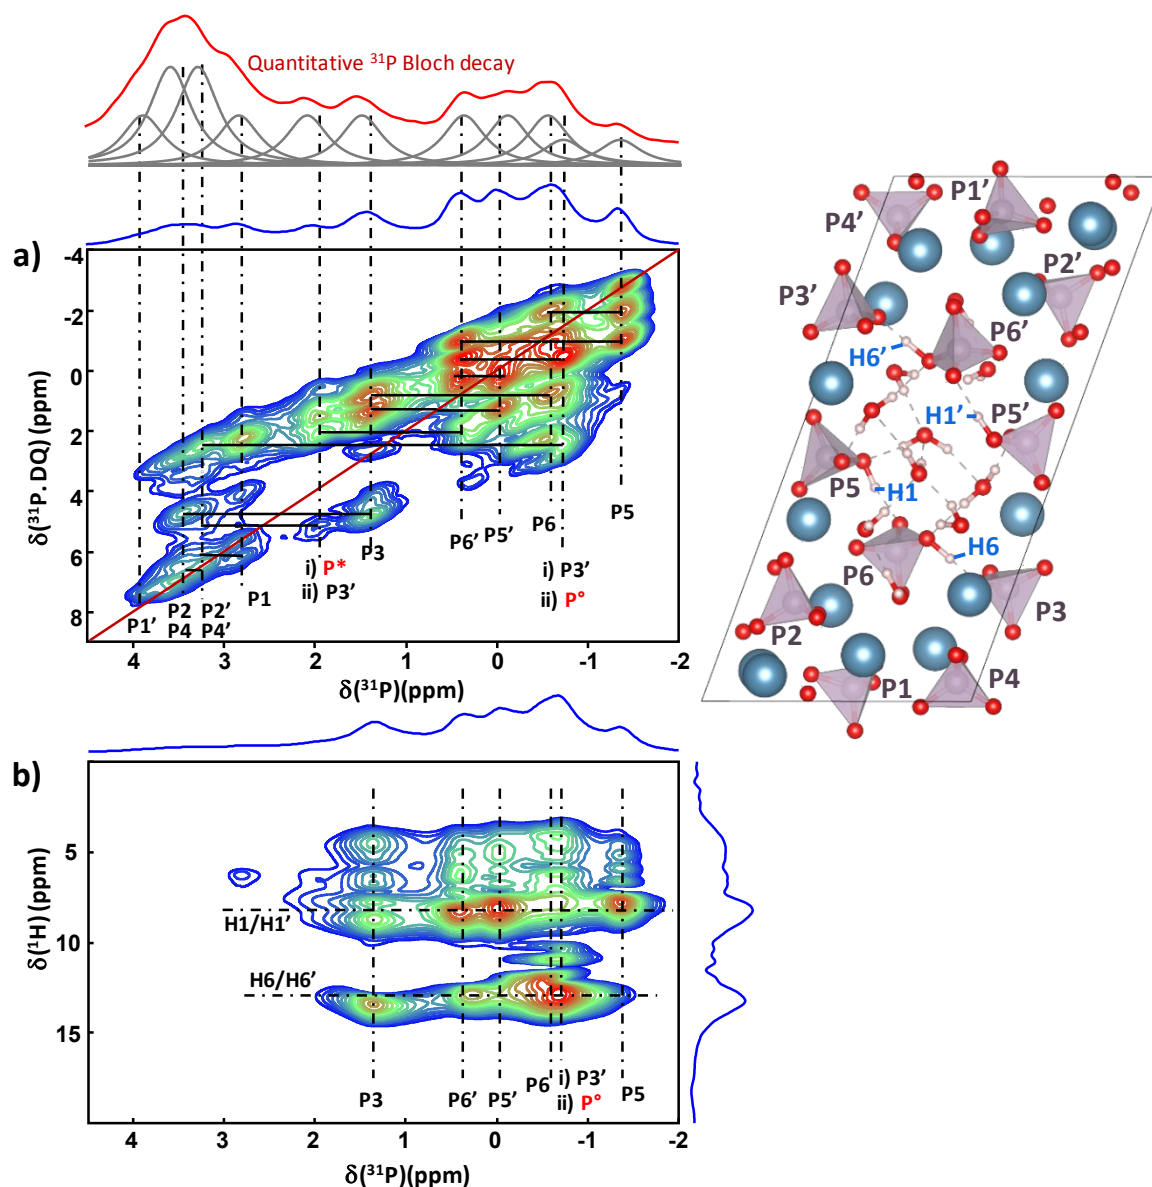 Quantitative ³¹P Bloch decay
a)
δ(³¹P. DQ) (ppm)
-4
-2
0
2
4
6
8
P1'
P2
P4
P2'
P4'
P1
i) P*
ii) P3'
P3
P6'
P5'
P6
i) P3'
ii) P°
P5
4
3
2
1
0
-1
-2
δ(³¹P)(ppm)
P1'
P4'
P2'
P3'
P6'
H6'
H1'
P5'
P5
H1
H6
P6
P3
P2
P1
P4
b)
δ(¹H) (ppm)
5
10
15
H1/H1'
H6/H6'
P3
P6'
P5'
P6
i) P3'
ii) P°
P5
4
3
2
1
0
-1
-2
δ(³¹P)(ppm)